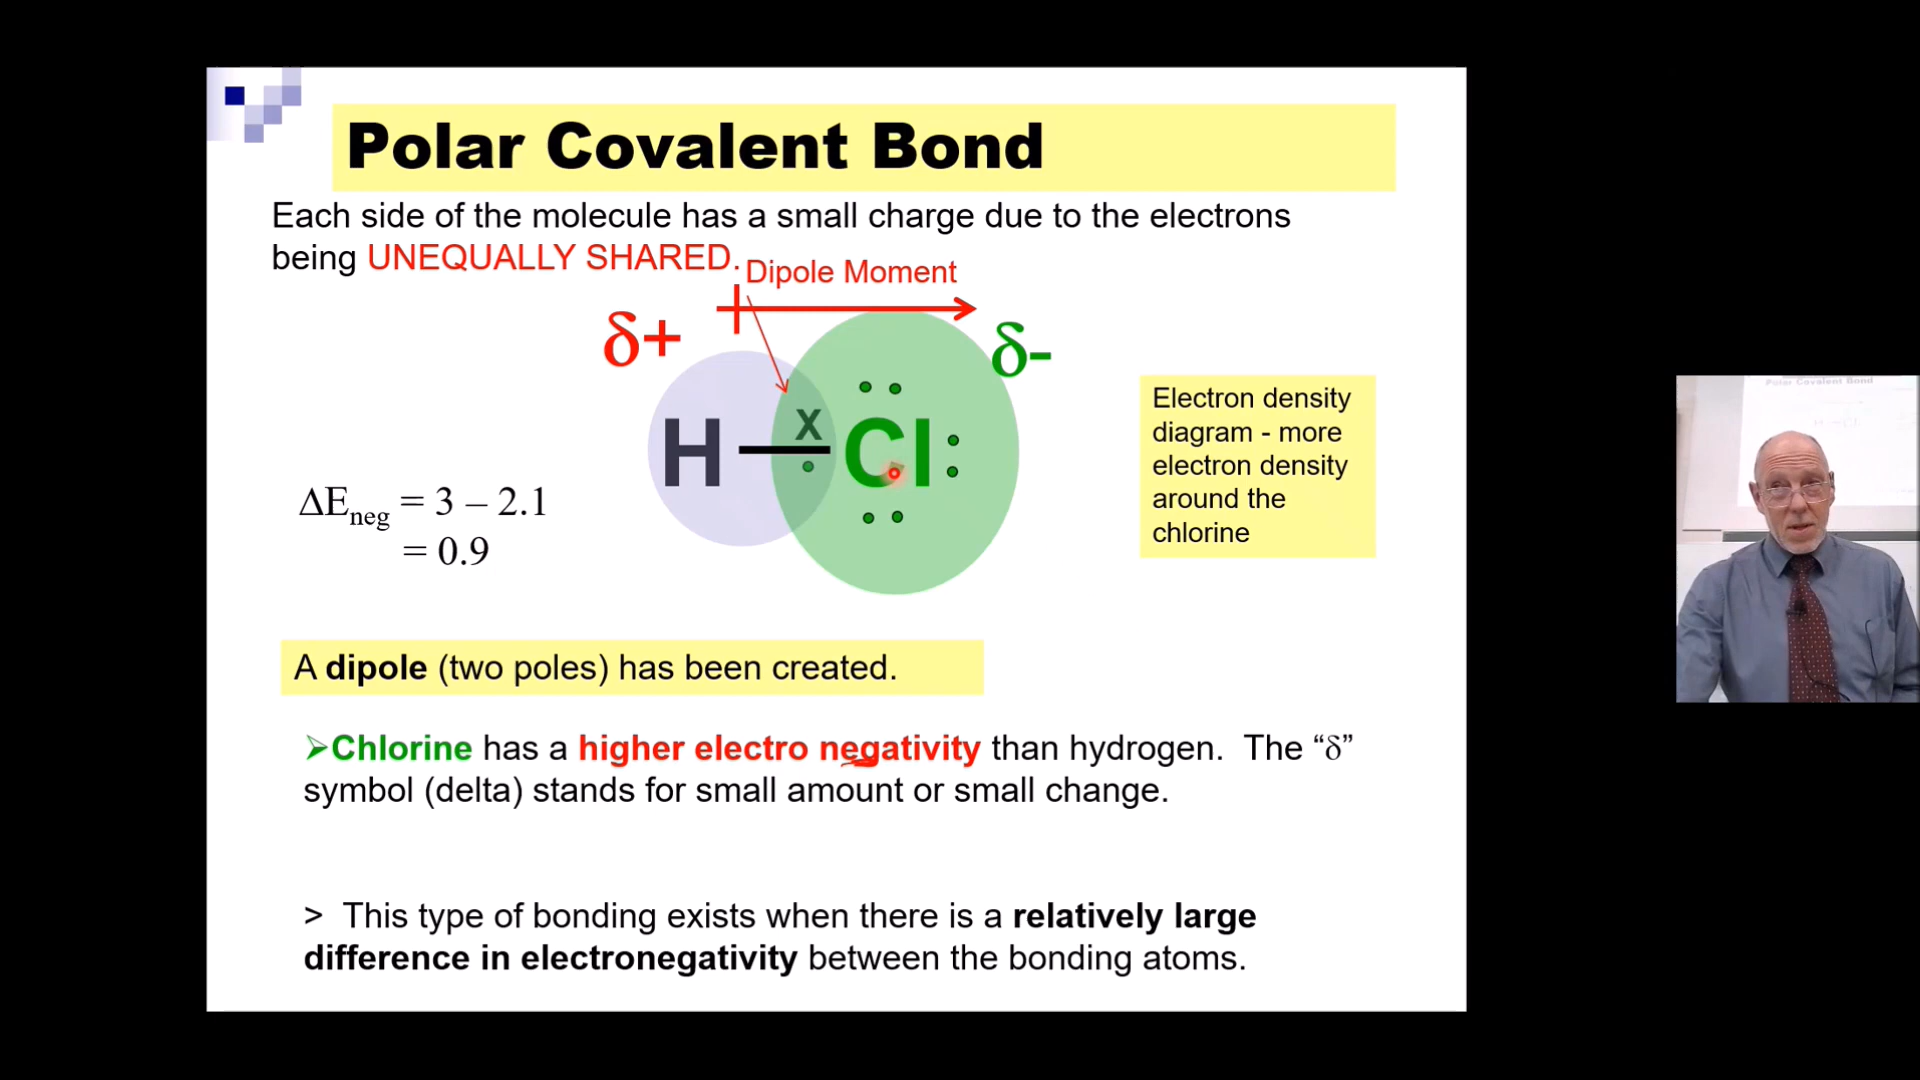 Polar Covalent Bond
Each side of the molecule has a small charge due to the electrons
being UNEQUALLY SHARED.
Dipole Moment
δ+
δ-
H
X
Cl
Electron density
diagram - more
electron density
around the
chlorine
ΔEneg = 3 – 2.1
= 0.9
A dipole (two poles) has been created.
➢Chlorine has a higher electro negativity than hydrogen. The “δ”
symbol (delta) stands for small amount or small change.
> This type of bonding exists when there is a relatively large
difference in electronegativity between the bonding atoms.
Polar Covalent Bond